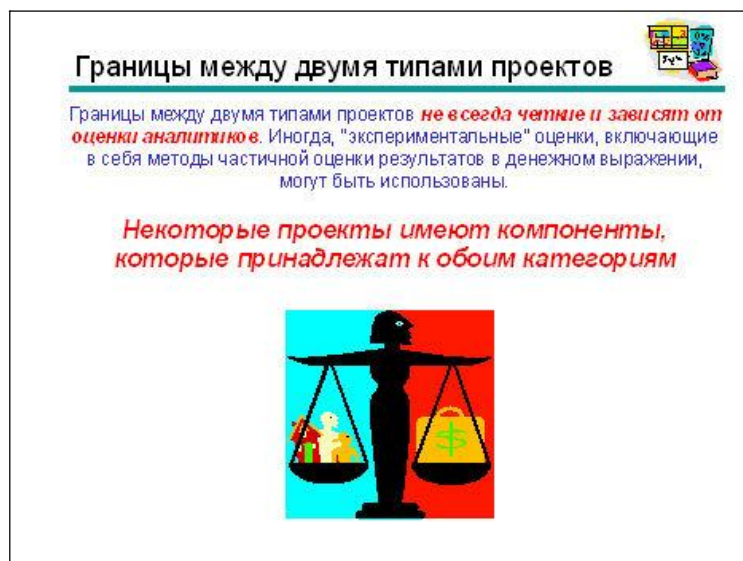 Границы между двумя типами проектов
Границы между двумя типами проектов не всегда четкие и зависят от
оценки аналитиков. Иногда, "экспериментальные" оценки, включающие
в себя методы частичной оценки результатов в денежном выражении,
могут быть использованы.
Некоторые проекты имеют компоненты,
которые принадлежат к обоим категориям
$